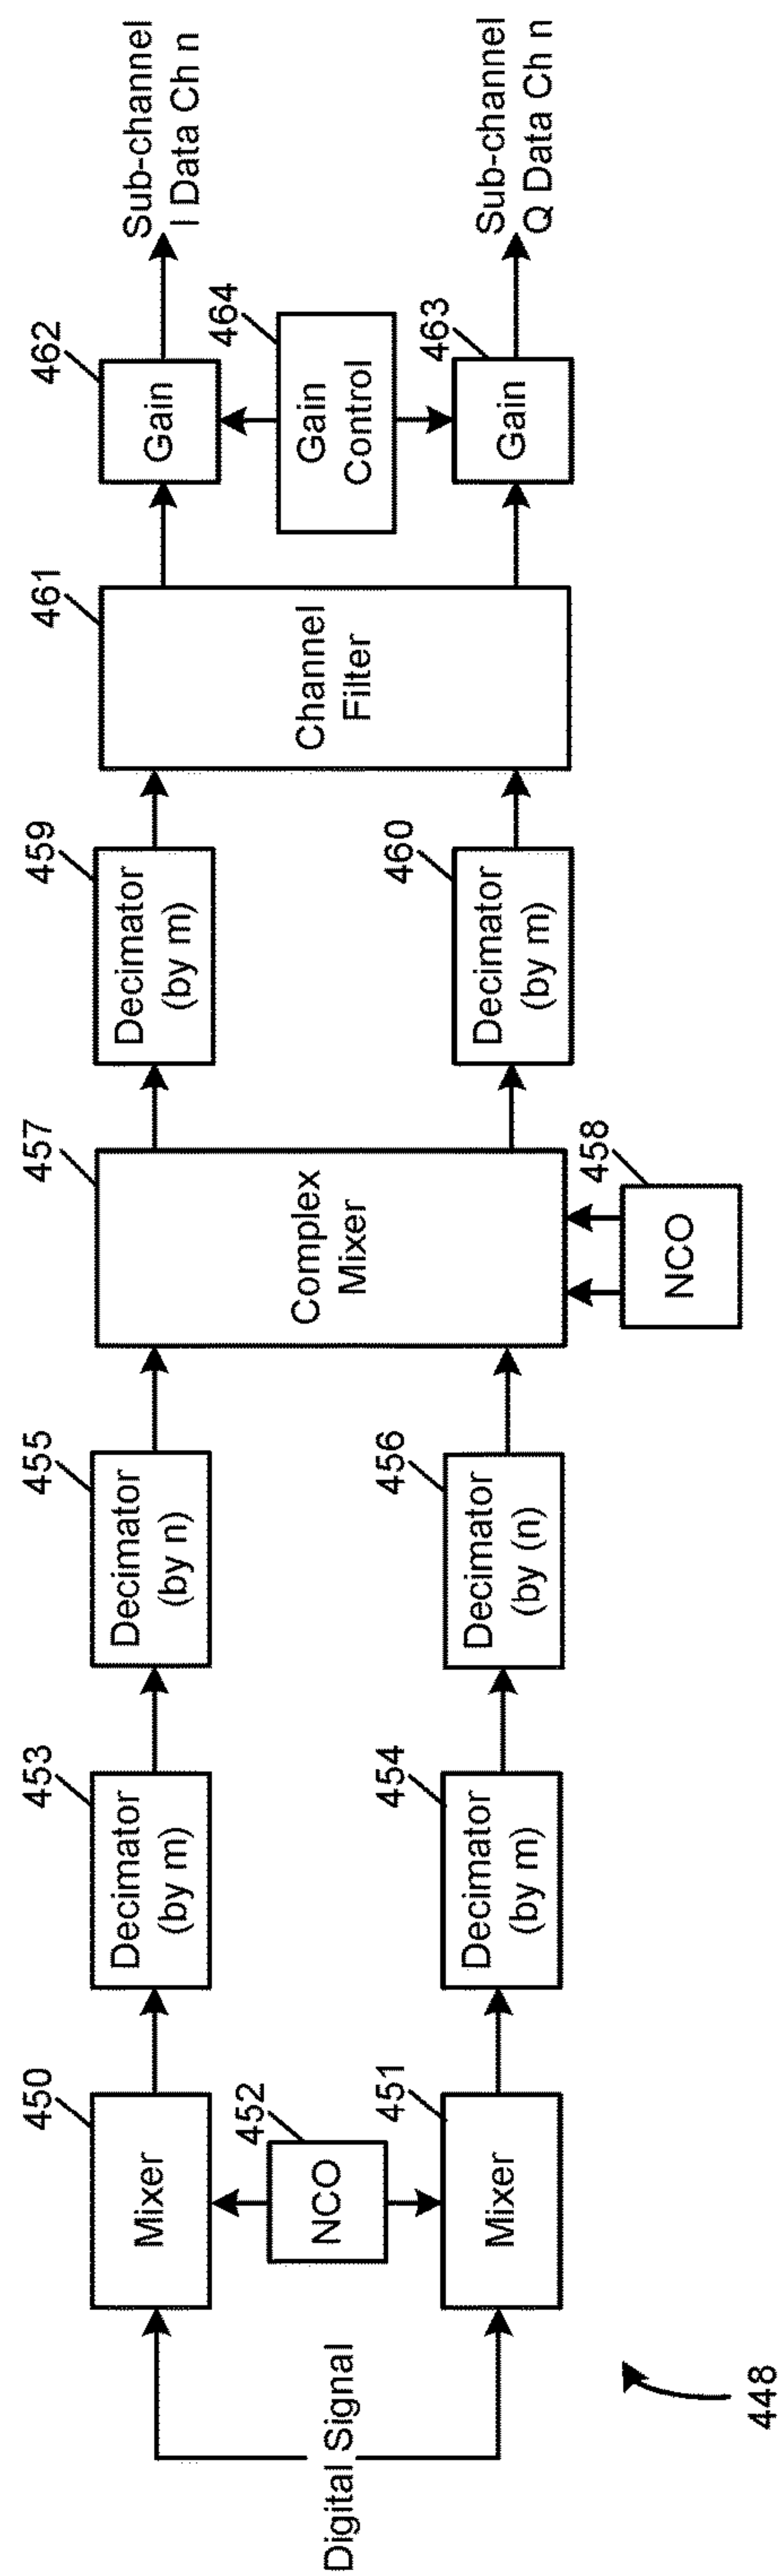 Digital Signal
448
450
Mixer
452
NCO
451
Mixer
453
Decimator
(by m)
454
Decimator
(by m)
455
Decimator
(by n)
456
Decimator
(by (n)
457
Complex
Mixer
458
NCO
459
Decimator
(by m)
460
Decimator
(by m)
461
Channel
Filter
462
Gain
464
Gain
Control
463
Gain
Sub-channel
I Data Ch n
Sub-channel
Q Data Ch n